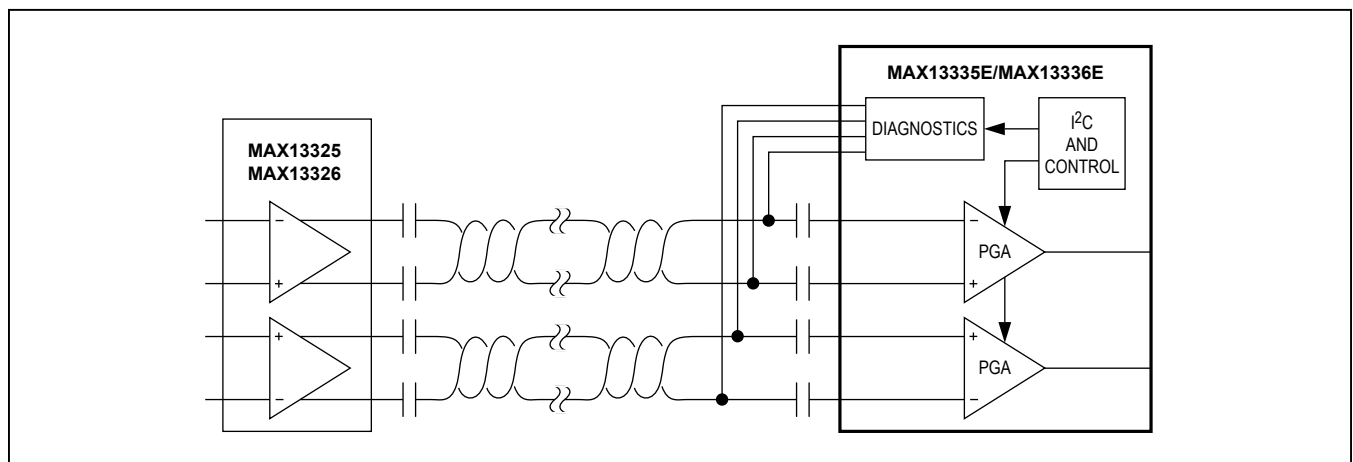 MAX13335E/MAX13336E
DIAGNOSTICS
I²C
AND
CONTROL
MAX13325
MAX13326
−
+
+
−
−
PGA
+
+
PGA
−